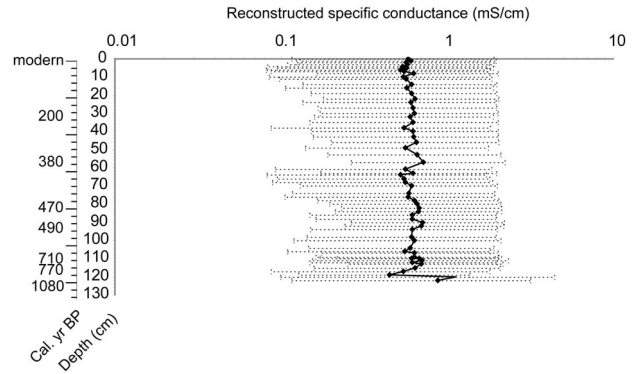 Reconstructed specific conductance (mS/cm)
0.01 0.1 1 10
modern 0
10
20
200 30
40
50
380 60
70
470 80
490 90
100
710 110
770 120
1080 130
Cal. yr BP
Depth (cm)